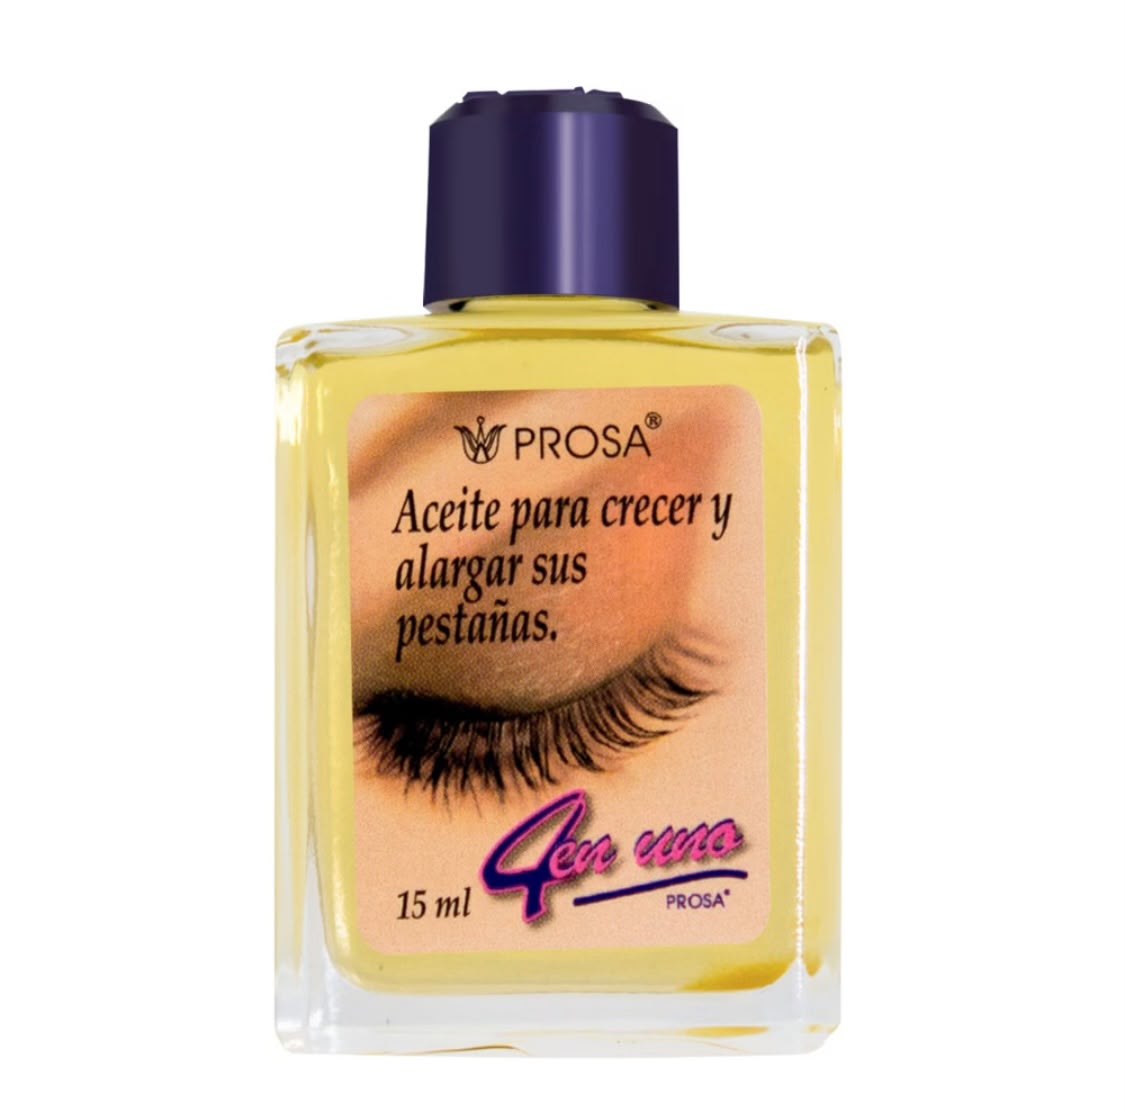 PROSA®
Aceite para crecer y
alargar sus
pestañas.
4en uno
15 ml
PROSA®